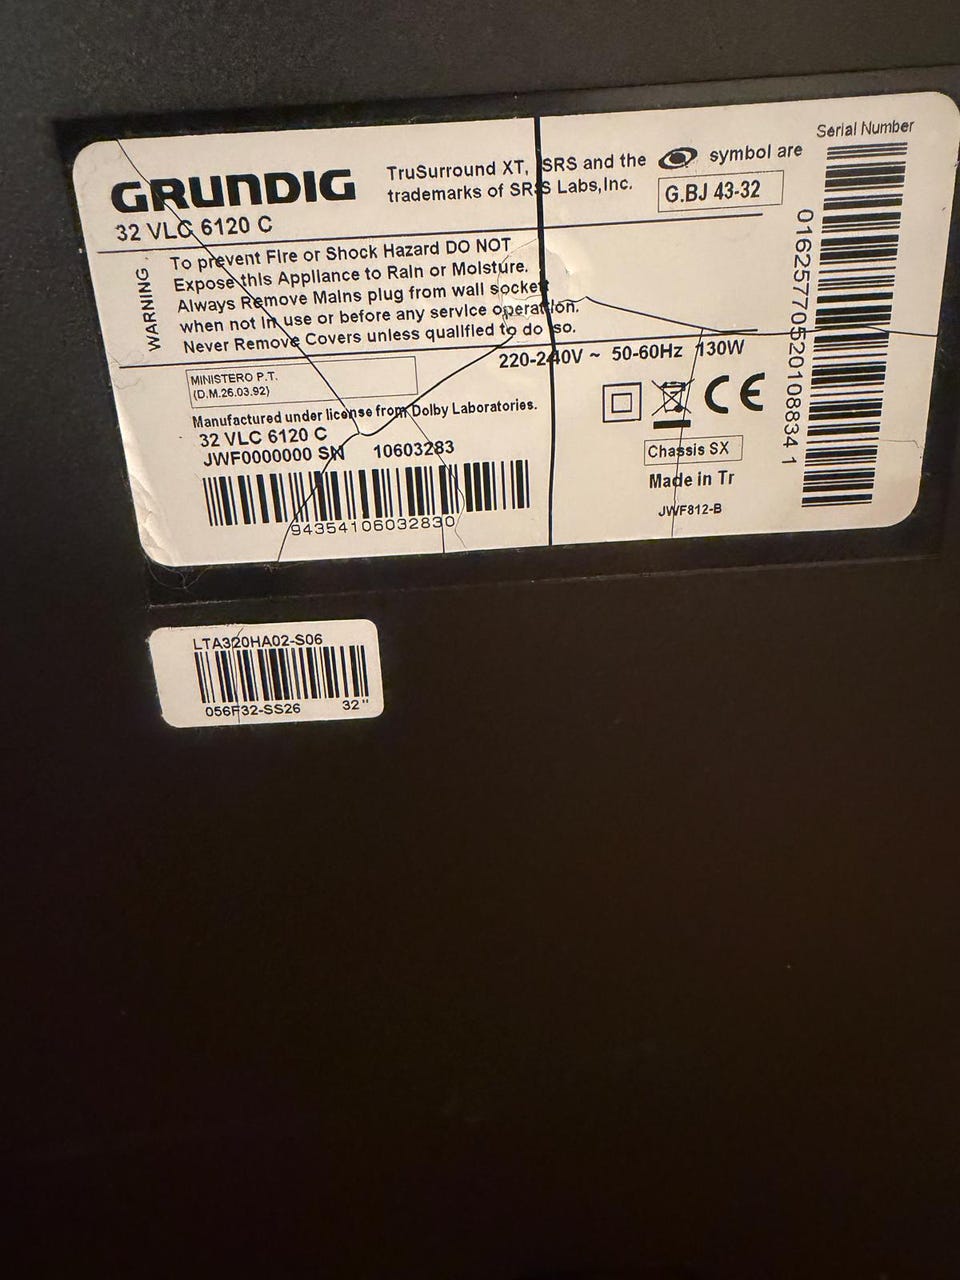 GRUNDIG
32 VLC 6120 C
TruSurround XT, SRS and the symbol are
trademarks of SRS Labs,Inc.
G.BJ 43-32
Serial Number
01625770520108834 1
WARNING
To prevent Fire or Shock Hazard DO NOT
Expose this Appliance to Rain or Moisture.
Always Remove Mains plug from wall socket
when not in use or before any service operation.
Never Remove Covers unless qualified to do so.
220-240V ~ 50-60Hz 130W
MINISTERO P.T.
(D.M.26.03.92)
Manufactured under license from Dolby Laboratories.
32 VLC 6120 C
JWF0000000 SN 10603283
94354106032830
CE
Chassis SX
Made in Tr
JWF812-B
LTA320HA02-S06
056F32-SS26 32"